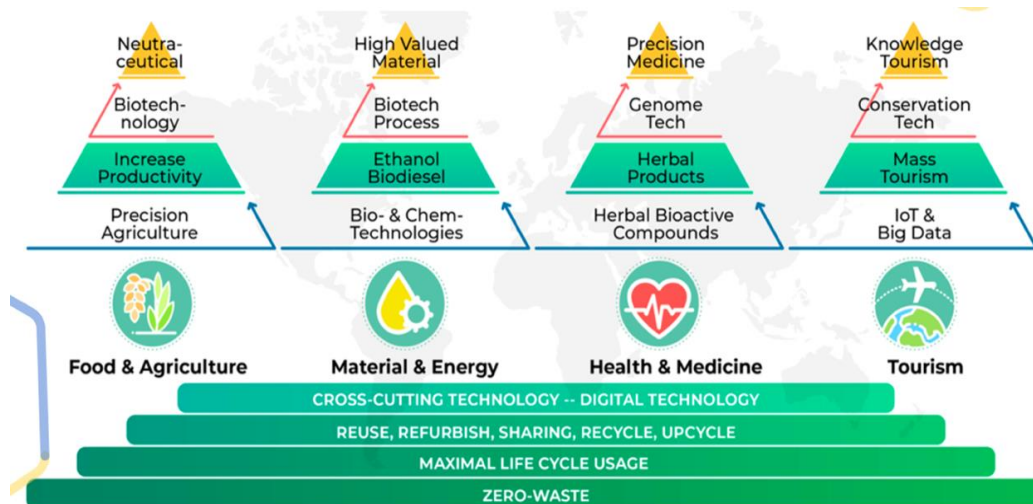 Neutra-
ceutical
Biotech-
nology
Increase
Productivity
Precision
Agriculture
Food & Agriculture
High Valued
Material
Biotech
Process
Ethanol
Biodiesel
Bio- & Chem-
Technologies
Material & Energy
Precision
Medicine
Genome
Tech
Herbal
Products
Herbal Bioactive
Compounds
Health & Medicine
Knowledge
Tourism
Conservation
Tech
Mass
Tourism
IoT &
Big Data
Tourism
CROSS-CUTTING TECHNOLOGY -- DIGITAL TECHNOLOGY
REUSE, REFURBISH, SHARING, RECYCLE, UPCYCLE
MAXIMAL LIFE CYCLE USAGE
ZERO-WASTE